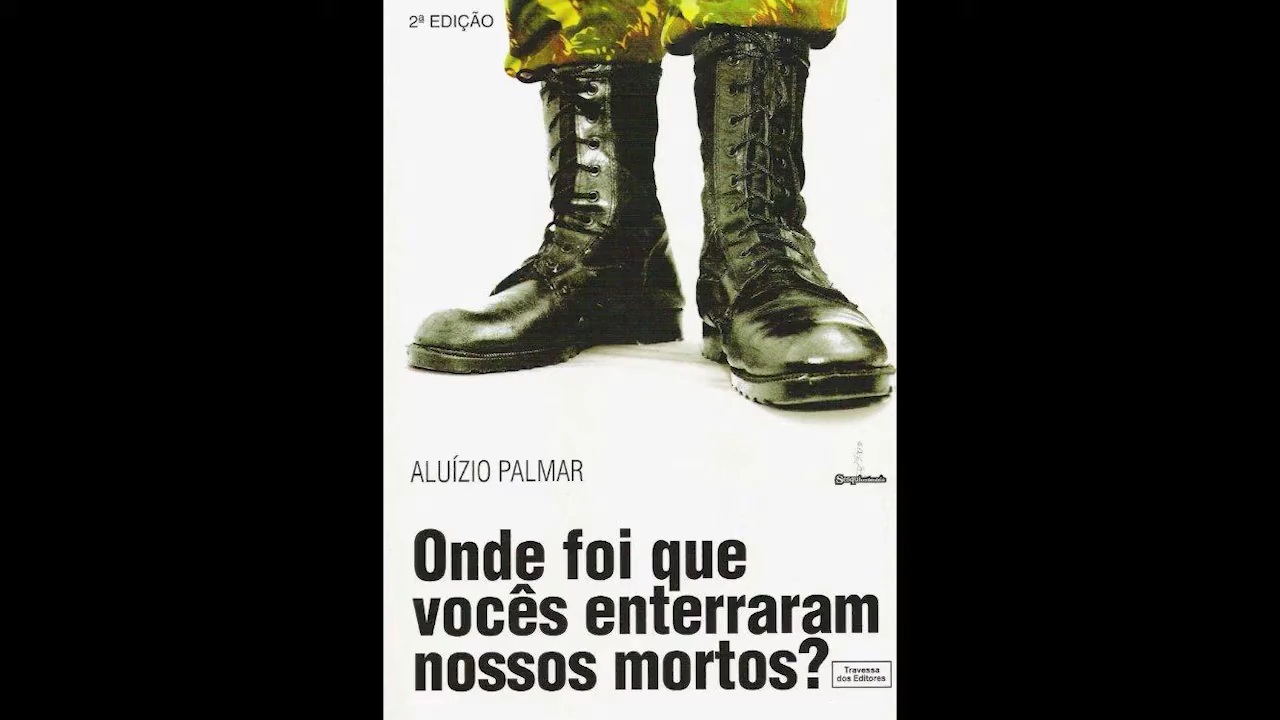 2ª EDIÇÃO
ALUÍZIO PALMAR
Onde foi que
vocês enterraram
nossos mortos?
Travessa
dos Editores